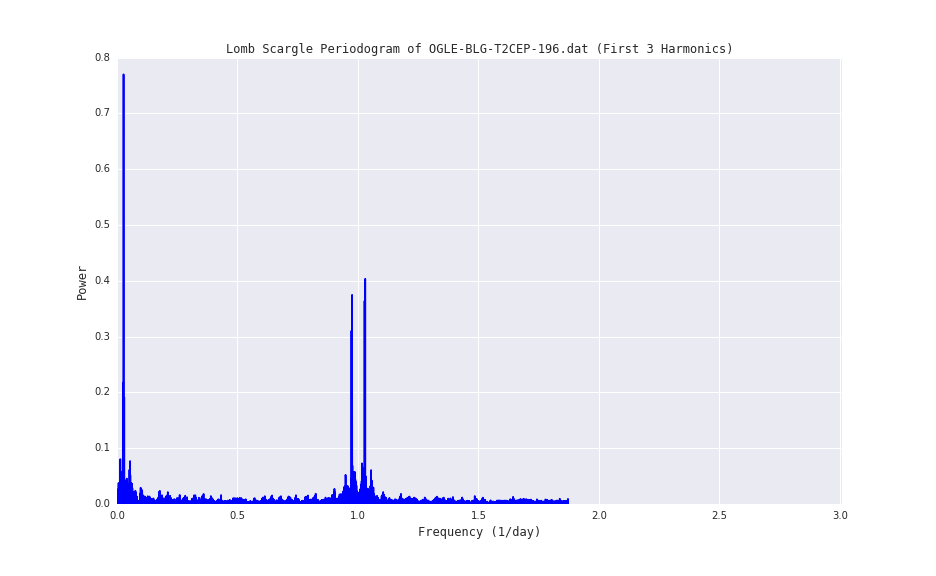 Lomb Scargle Periodogram of OGLE-BLG-T2CEP-196.dat (First 3 Harmonics)
0.8
0.7
0.6
0.5
0.4
0.3
0.2
0.1
0.0
Power
0.0 0.5 1.0 1.5 2.0 2.5 3.0
Frequency (1/day)